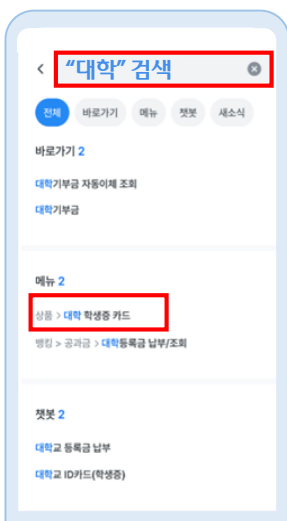 “대학” 검색
전체 바로가기 메뉴 챗봇 새소식
바로가기 2
대학기부금 자동이체 조회
대학기부금
메뉴 2
상품 > 대학 학생증 카드
뱅킹 > 공과금 > 대학등록금 납부/조회
챗봇 2
대학교 등록금 납부
대학교 ID카드(학생증)